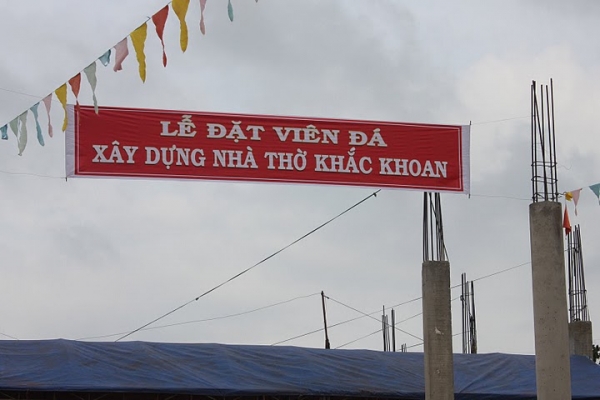 LỄ ĐẶT VIÊN ĐÁ
XÂY DỰNG NHÀ THỜ KHẮC KHOAN